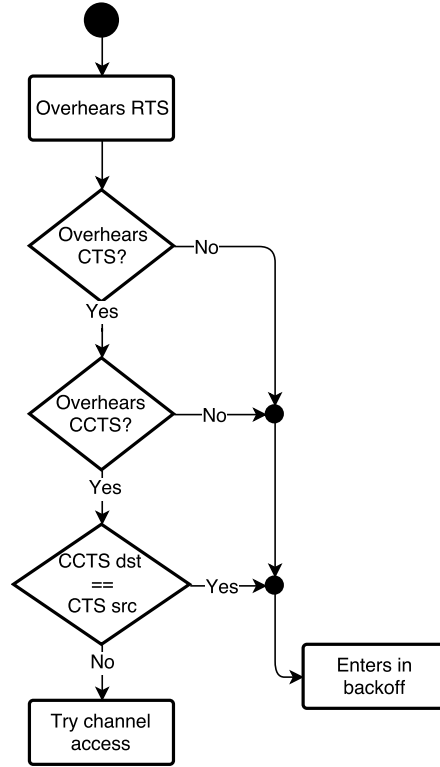 Overhears RTS
Overhears
CTS?
No
Yes
Overhears
CCTS?
No
Yes
CCTS dst
==
CTS src
Yes
No
Enters in
backoff
Try channel
access